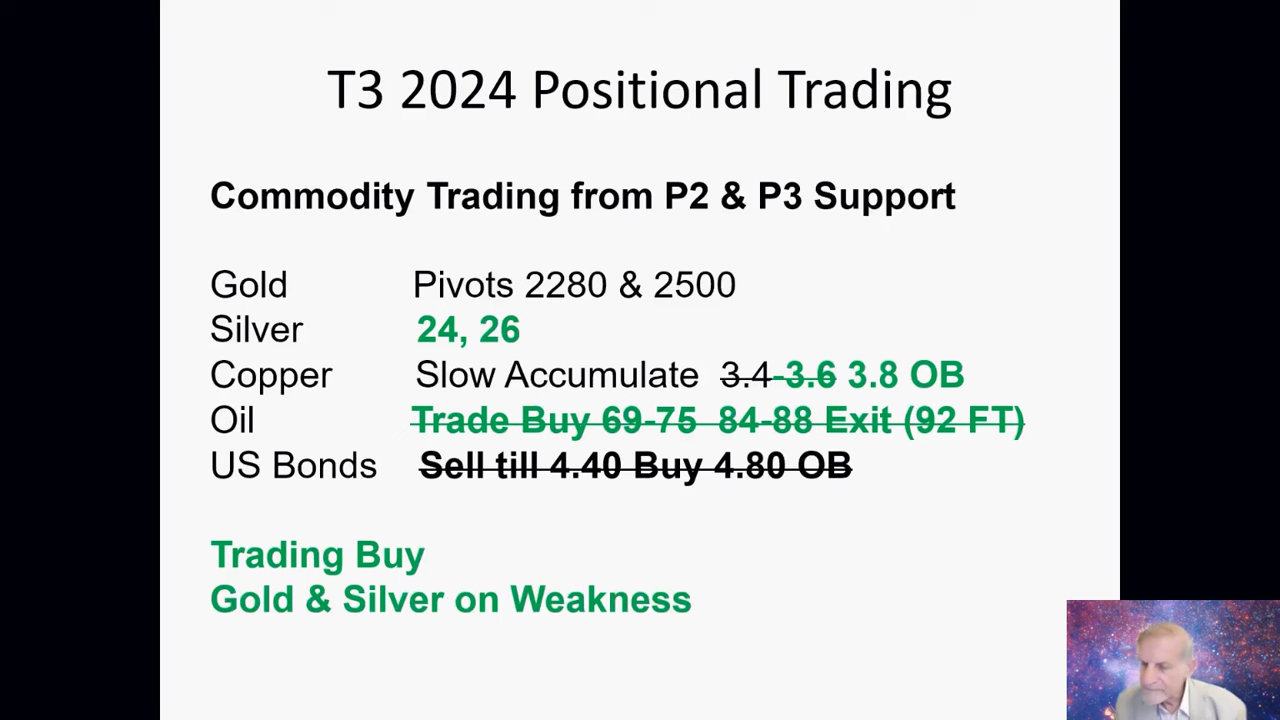 T3 2024 Positional Trading
Commodity Trading from P2 & P3 Support
Gold Pivots 2280 & 2500
Silver 24, 26
Copper Slow Accumulate 3.4-3.6 3.8 OB
Oil Trade Buy 69-75 84-88 Exit (92 FT)
US Bonds Sell till 4.40 Buy 4.80 OB
Trading Buy
Gold & Silver on Weakness